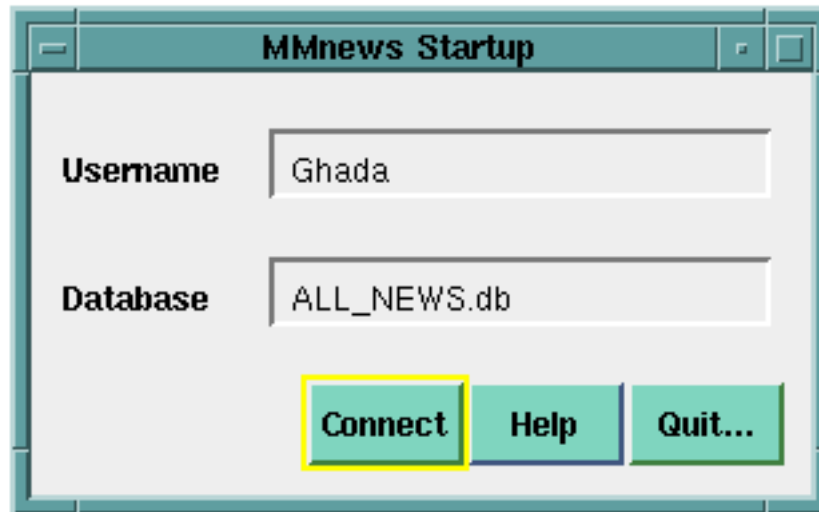 MMnews Startup
Username Ghada
Database ALL_NEWS.db
Connect Help Quit...